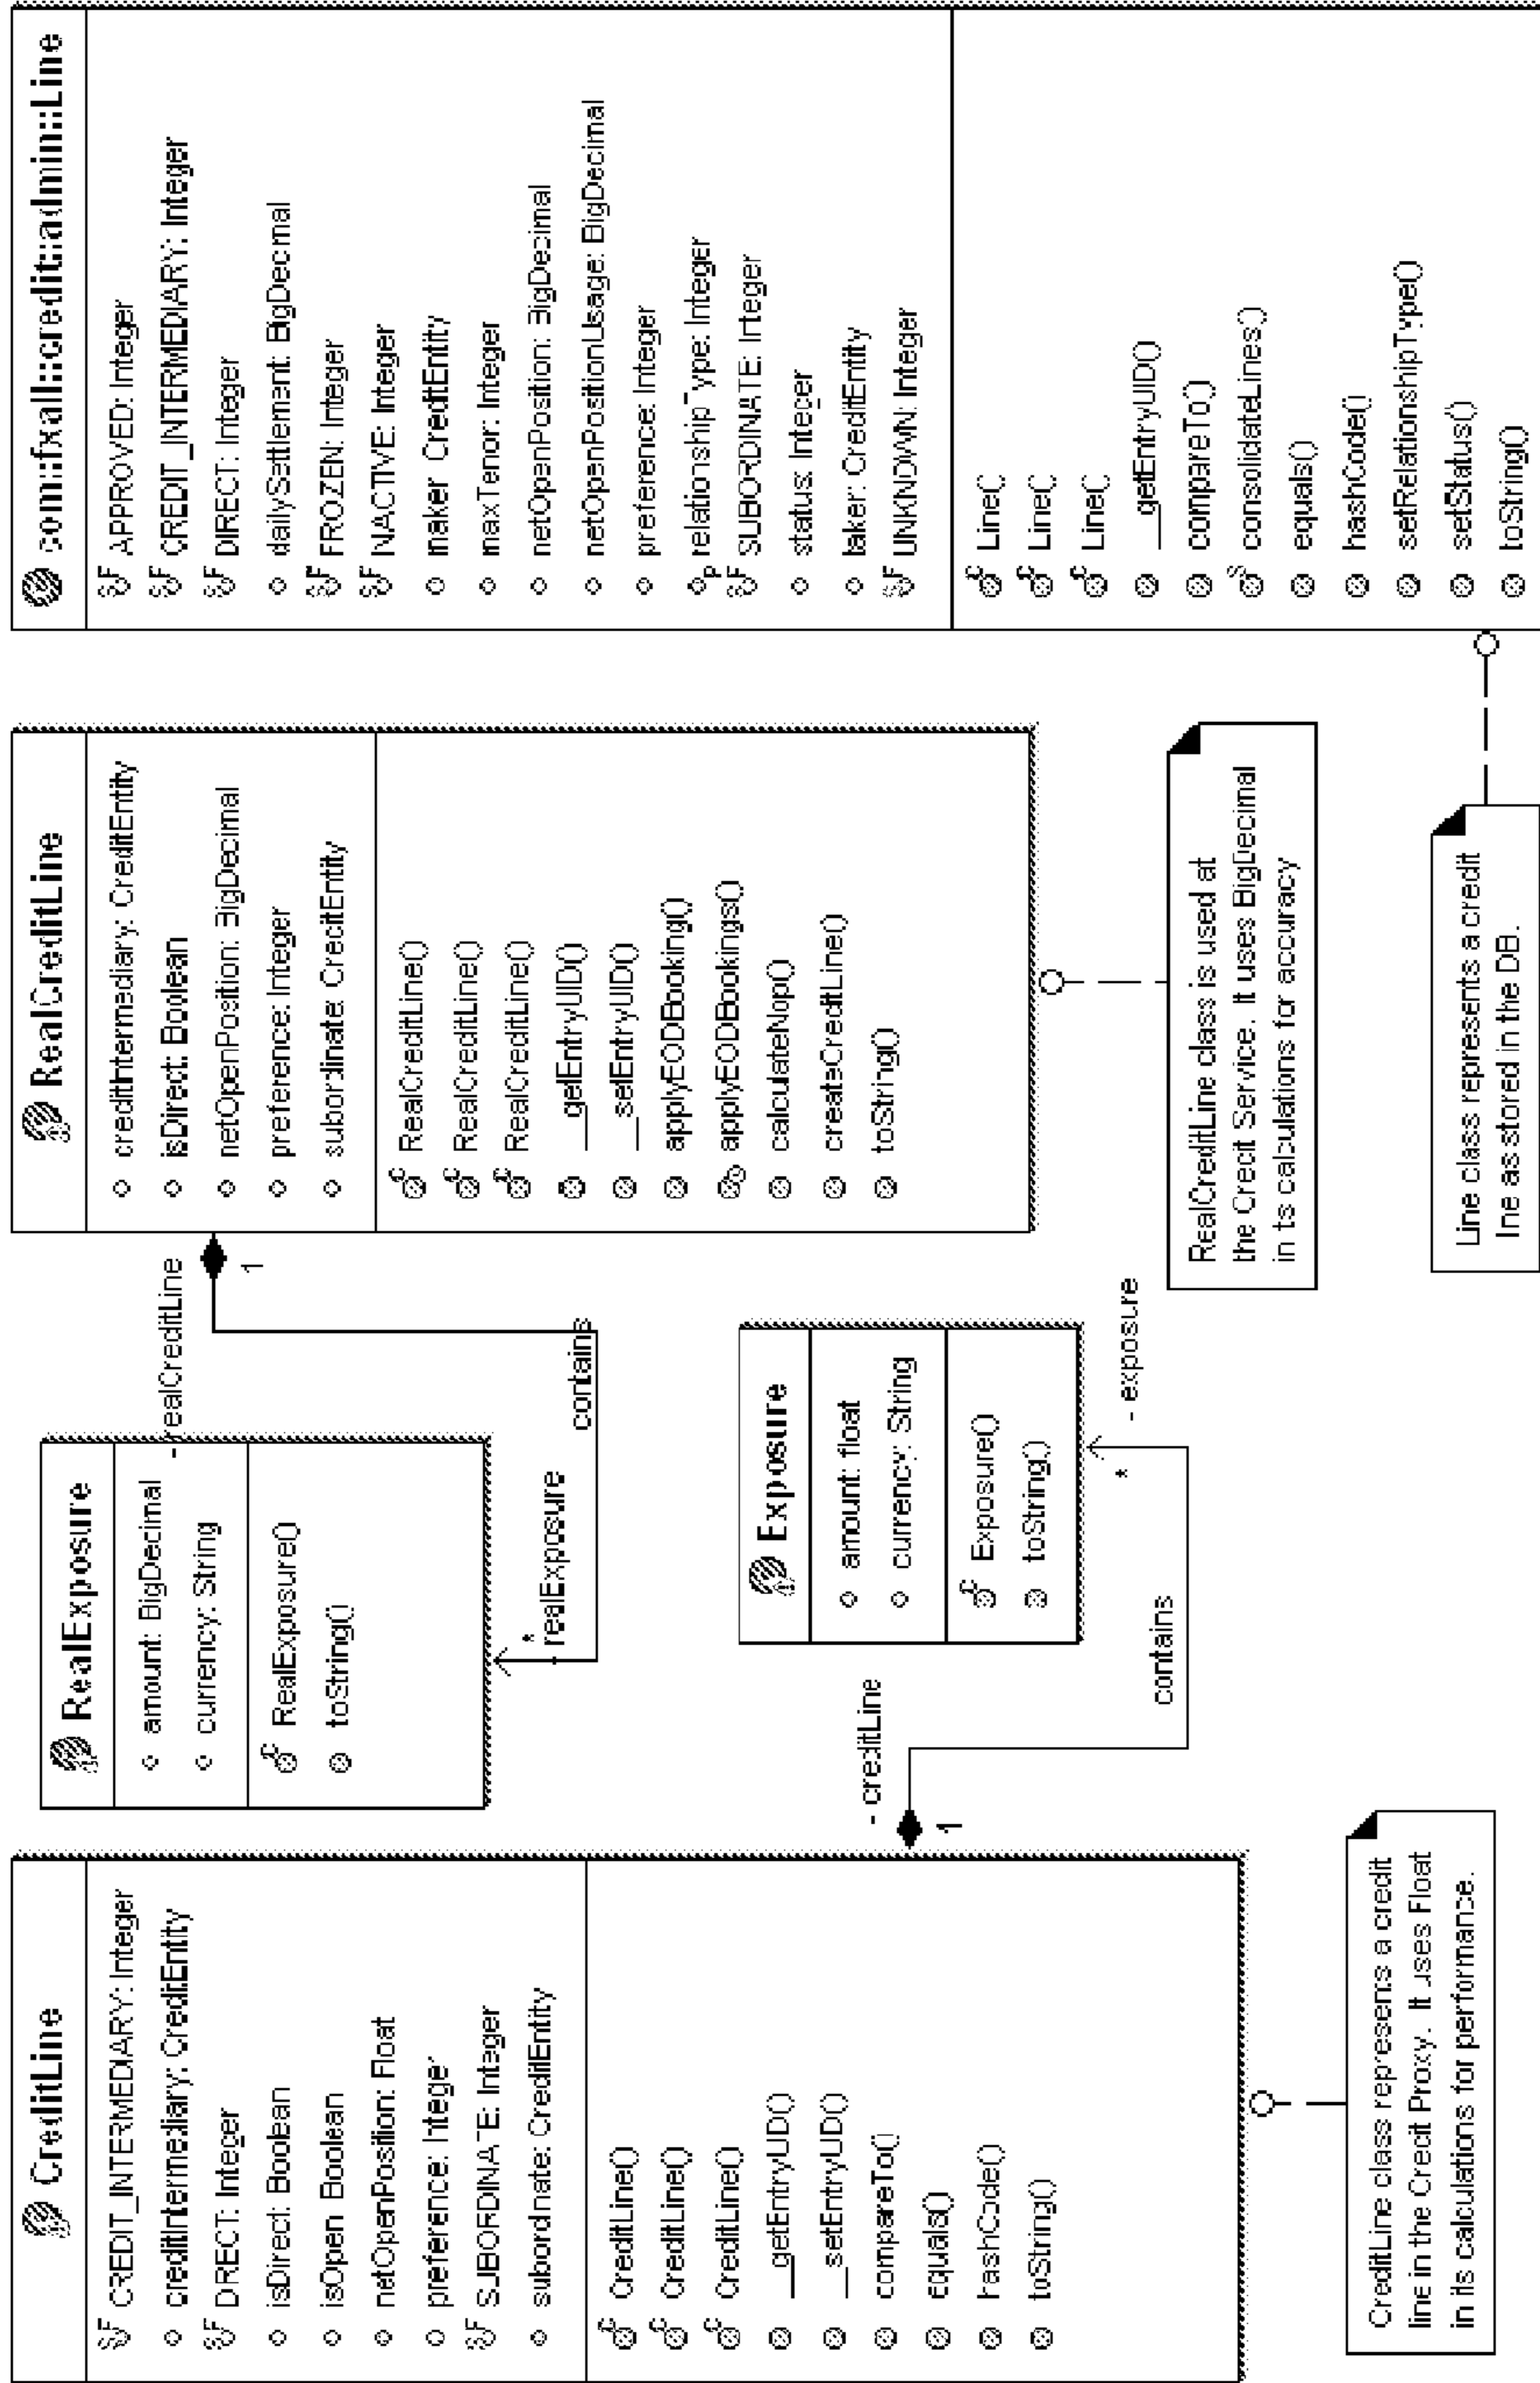 CreditLine
CREDIT_INTERMEDIARY: Integer
creditIntermediary: CreditEntity
DIRECT: Integer
isDirect: Boolean
isOpen Boolean
netOpenPosition: Float
preference: Integer
SUBORDINATE: Integer
subordinate: CreditEntity
CreditLine()
CreditLine()
CreditLine()
__getEntryUID()
__setEntryUID()
compareTo()
equals()
hashCode()
toString()
- creditLine
1
contains
*
- exposure
CreditLine class represents a credit
line in the Credit Proxy. It uses Float
in its calculations for performance.
RealExposure
amount: BigDecimal
currency: String
RealExposure()
toString()
- realCreditLine
1
contains
*
- realExposure
Exposure
amount: float
currency: String
Exposure()
toString()
RealCreditLine
creditIntermediary: CreditEntity
isDirect: Boolean
netOpenPosition: BigDecimal
preference: Integer
subordinate: CreditEntity
RealCreditLine()
RealCreditLine()
RealCreditLine()
__getEntryUID()
__setEntryUID()
applyEODBooking()
applyEODBookings()
calculateNop()
createCreditLine()
toString()
RealCreditLine class is used at
the Credit Service. It uses BigDecimal
in ts calculations for accuracy
com::fxall::credit::admin::Line
APPROVED: Integer
CREDIT_INTERMEDIARY: Integer
DIRECT: Integer
dailySettlement: BigDecimal
FROZEN: Integer
INACTIVE: Integer
maker CreditEntity
maxTenor: Integer
netOpenPosition: BigDecimal
netOpenPositionUsage: BigDecimal
preference: Integer
relationshipType: Integer
SUBORDINATE: Integer
status: Integer
taker: CreditEntity
UNKNOWN: Integer
Line()
Line()
Line()
__getEntryUID()
compareTo()
consolidateLines()
equals()
hashCode()
setRelationshipType()
setStatus()
toString()
Line class represents a credit
line as stored in the DB.